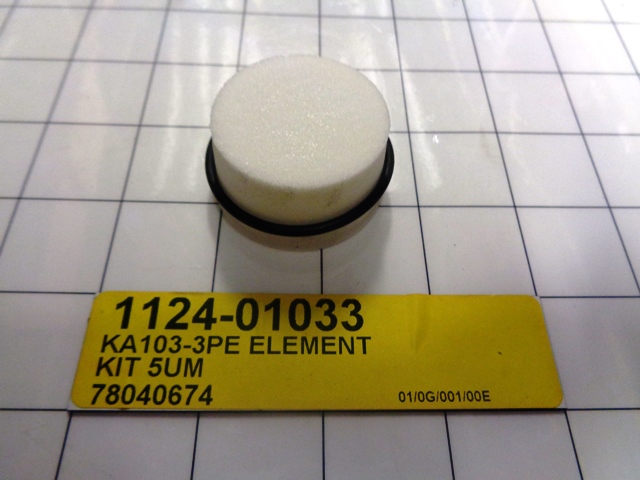 1124-01033
KA103-3PE ELEMENT
KIT 5UM
78040674
01/0G/001/00E